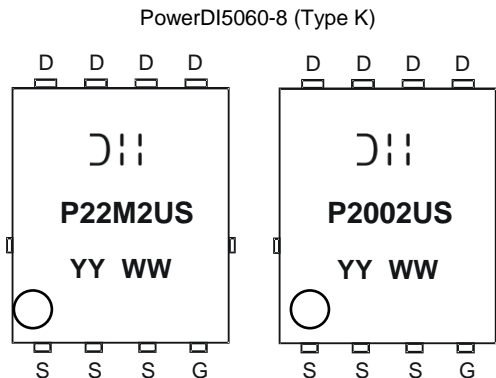 PowerDI5060-8 (Type K)
D D D D
P22M2US
YY WW
S S S G
D D D D
P2002US
YY WW
S S S G